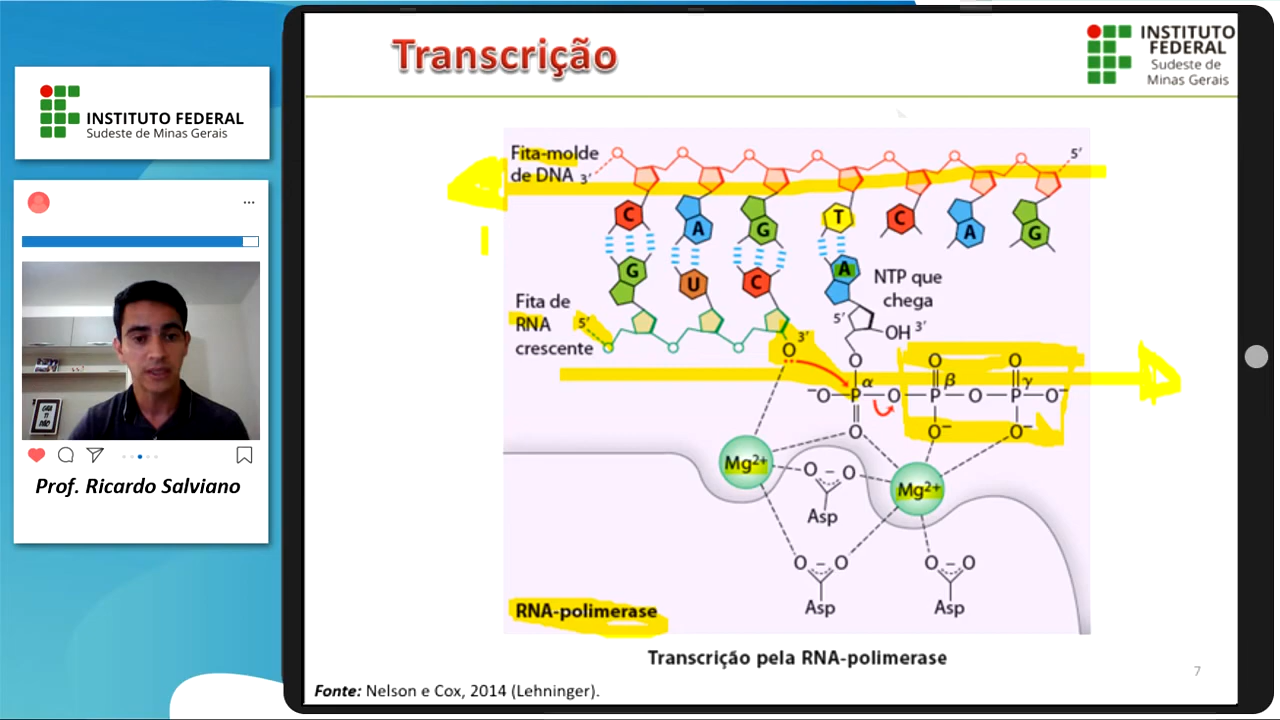 INSTITUTO FEDERAL
Sudeste de Minas Gerais
...
Prof. Ricardo Salviano
Transcrição
INSTITUTO
FEDERAL
Sudeste de
Minas Gerais
Fita-molde
de DNA 3′
5′
C A G T C A G
G U C A
NTP que
chega
Fita de
RNA
crescente
5′
3′
O
5′
OH 3′
O O O
α β γ
⁻O P O P O P O⁻
O O⁻ O⁻
Mg²⁺
O O
Asp
Mg²⁺
O O
Asp
O O
Asp
RNA-polimerase
Transcrição pela RNA-polimerase
7
Fonte: Nelson e Cox, 2014 (Lehninger).